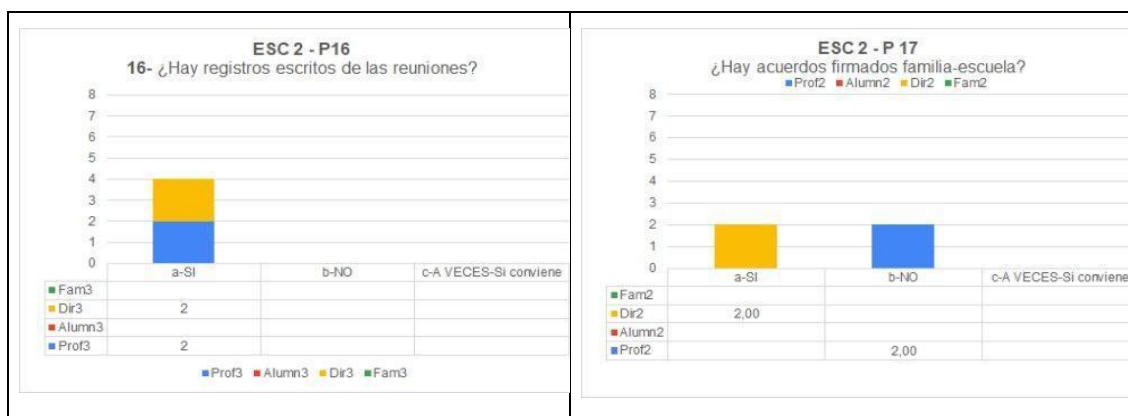 ESC 2 - P16
16- ¿Hay registros escritos de las reuniones?
8
7
6
5
4
3
2
1
0
a-SI b-NO c-A VECES-Si conviene
Fam3
Dir3 2
Alumn3
Prof3 2
Prof3 Alumn3 Dir3 Fam3
ESC 2 - P 17
¿Hay acuerdos firmados familia-escuela?
Prof2 Alumn2 Dir2 Fam2
8
7
6
5
4
3
2
1
0
a-SI b-NO c-A VECES-Si conviene
Fam2
Dir2 2,00
Alumn2
Prof2 2,00